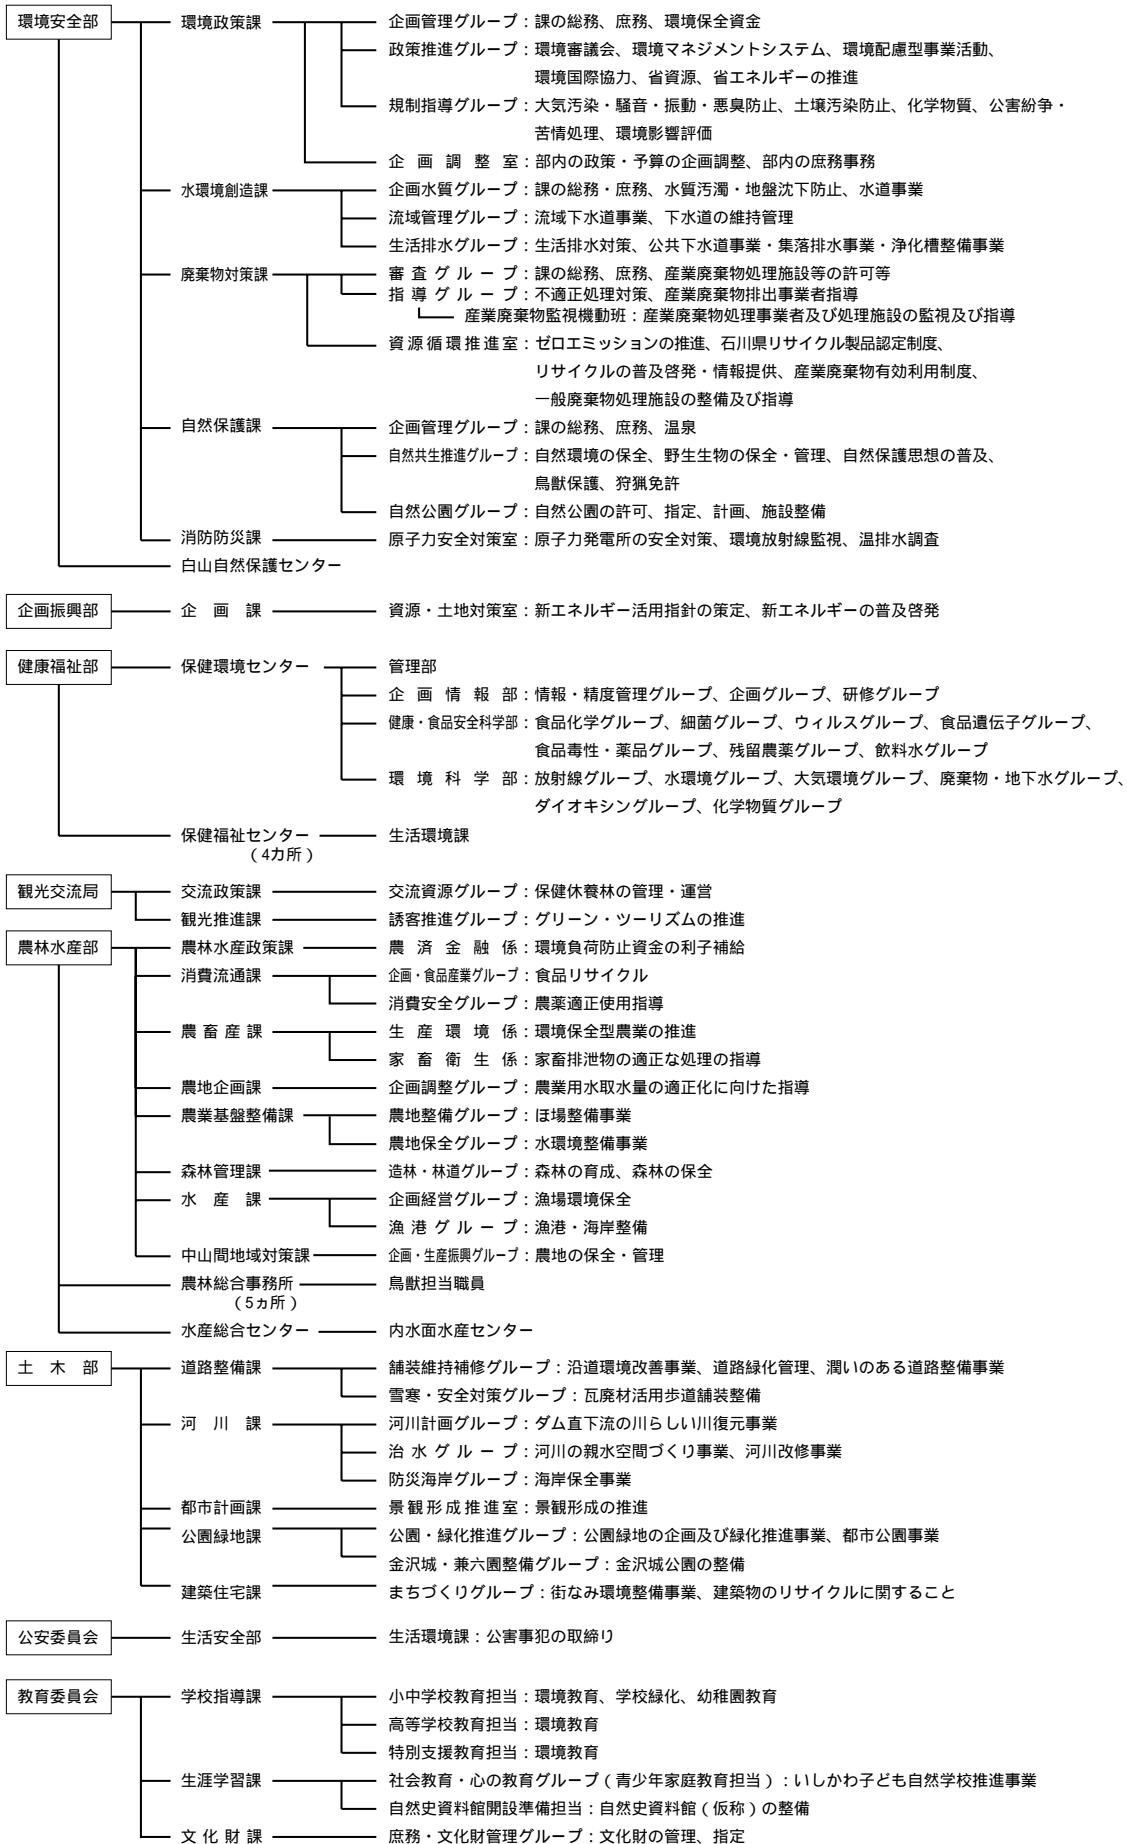 環境安全部 環境政策課 企画管理グループ：課の総務、庶務、環境保全資金
政策推進グループ：環境審議会、環境マネジメントシステム、環境配慮型事業活動、
環境国際協力、省資源、省エネルギーの推進
規制指導グループ：大気汚染・騒音・振動・悪臭防止、土壌汚染防止、化学物質、公害紛争・
苦情処理、環境影響評価
企画調整室：部内の政策・予算の企画調整、部内の庶務事務
水環境創造課 企画水質グループ：課の総務・庶務、水質汚濁・地盤沈下防止、水道事業
流域管理グループ：流域下水道事業、下水道の維持管理
生活排水グループ：生活排水対策、公共下水道事業・集落排水事業・浄化槽整備事業
廃棄物対策課 審査グループ：課の総務、庶務、産業廃棄物処理施設等の許可等
指導グループ：不適正処理対策、産業廃棄物排出事業者指導
産業廃棄物監視機動班：産業廃棄物処理事業者及び処理施設の監視及び指導
資源循環推進室：ゼロエミッションの推進、石川県リサイクル製品認定制度、
リサイクルの普及啓発・情報提供、産業廃棄物有効利用制度、
一般廃棄物処理施設の整備及び指導
自然保護課 企画管理グループ：課の総務、庶務、温泉
自然共生推進グループ：自然環境の保全、野生生物の保全・管理、自然保護思想の普及、
鳥獣保護、狩猟免許
自然公園グループ：自然公園の許可、指定、計画、施設整備
消防防災課 原子力安全対策室：原子力発電所の安全対策、環境放射線監視、温排水調査
白山自然保護センター
企画振興部 企画課 資源・土地対策室：新エネルギー活用指針の策定、新エネルギーの普及啓発
健康福祉部 保健環境センター 管理部
企画情報部：情報・精度管理グループ、企画グループ、研修グループ
健康・食品安全科学部：食品化学グループ、細菌グループ、ウィルスグループ、食品遺伝子グループ、
食品毒性・薬品グループ、残留農薬グループ、飲料水グループ
環境科学部：放射線グループ、水環境グループ、大気環境グループ、廃棄物・地下水グループ、
ダイオキシングループ、化学物質グループ
保健福祉センター 生活環境課
（4カ所）
観光交流局 交流政策課 交流資源グループ：保健休養林の管理・運営
観光推進課 誘客推進グループ：グリーン・ツーリズムの推進
農林水産部 農林水産政策課 農済金融係：環境負荷防止資金の利子補給
消費流通課 企画・食品産業グループ：食品リサイクル
消費安全グループ：農薬適正使用指導
農畜産課 生産環境係：環境保全型農業の推進
家畜衛生係：家畜排泄物の適正な処理の指導
農地企画課 企画調整グループ：農業用水取水量の適正化に向けた指導
農業基盤整備課 農地整備グループ：ほ場整備事業
農地保全グループ：水環境整備事業
森林管理課 造林・林道グループ：森林の育成、森林の保全
水産課 企画経営グループ：漁場環境保全
漁港グループ：漁港・海岸整備
中山間地域対策課 企画・生産振興グループ：農地の保全・管理
農林総合事務所 鳥獣担当職員
（5ヵ所）
水産総合センター 内水面水産センター
土木部 道路整備課 舗装維持補修グループ：沿道環境改善事業、道路緑化管理、潤いのある道路整備事業
雪寒・安全対策グループ：瓦廃材活用歩道舗装整備
河川課 河川計画グループ：ダム直下流の川らしい川復元事業
治水グループ：河川の親水空間づくり事業、河川改修事業
防災海岸グループ：海岸保全事業
都市計画課 景観形成推進室：景観形成の推進
公園緑地課 公園・緑化推進グループ：公園緑地の企画及び緑化推進事業、都市公園事業
金沢城・兼六園整備グループ：金沢城公園の整備
建築住宅課 まちづくりグループ：街なみ環境整備事業、建築物のリサイクルに関すること
公安委員会 生活安全部 生活環境課：公害事犯の取締り
教育委員会 学校指導課 小中学校教育担当：環境教育、学校緑化、幼稚園教育
高等学校教育担当：環境教育
特別支援教育担当：環境教育
生涯学習課 社会教育・心の教育グループ（青少年家庭教育担当）：いしかわ子ども自然学校推進事業
自然史資料館開設準備担当：自然史資料館（仮称）の整備
文化財課 庶務・文化財管理グループ：文化財の管理、指定